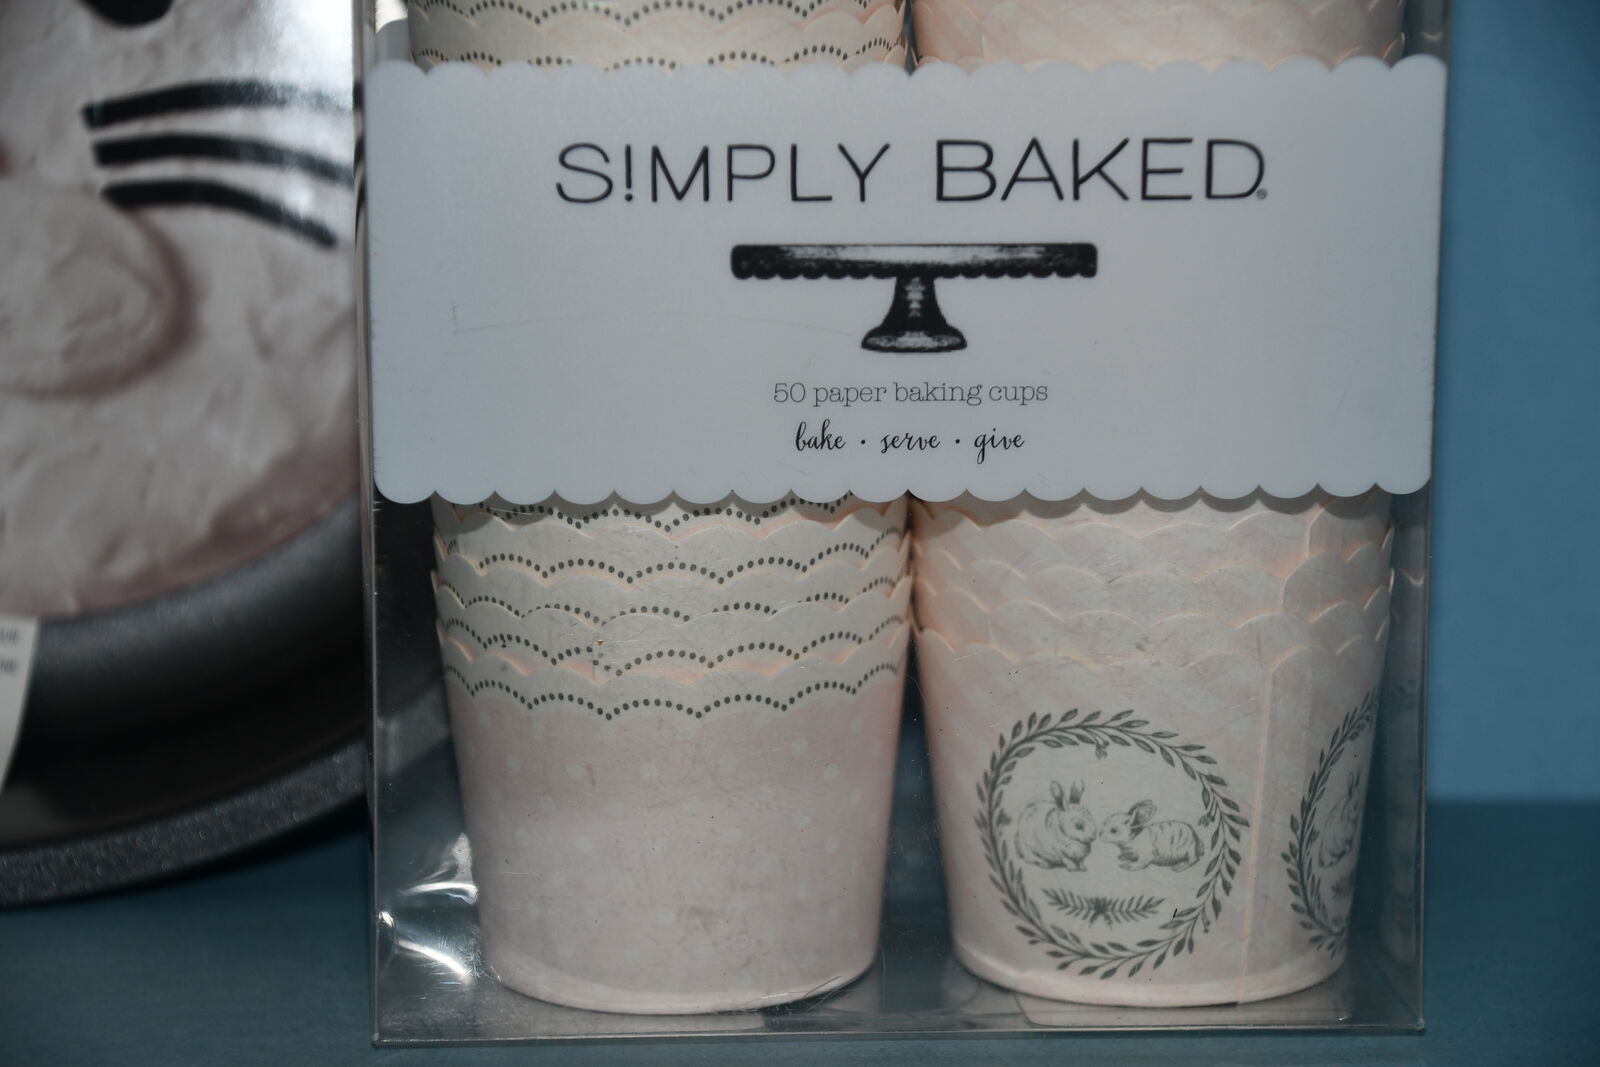 S!MPLY BAKED®
50 paper baking cups
bake · serve · give